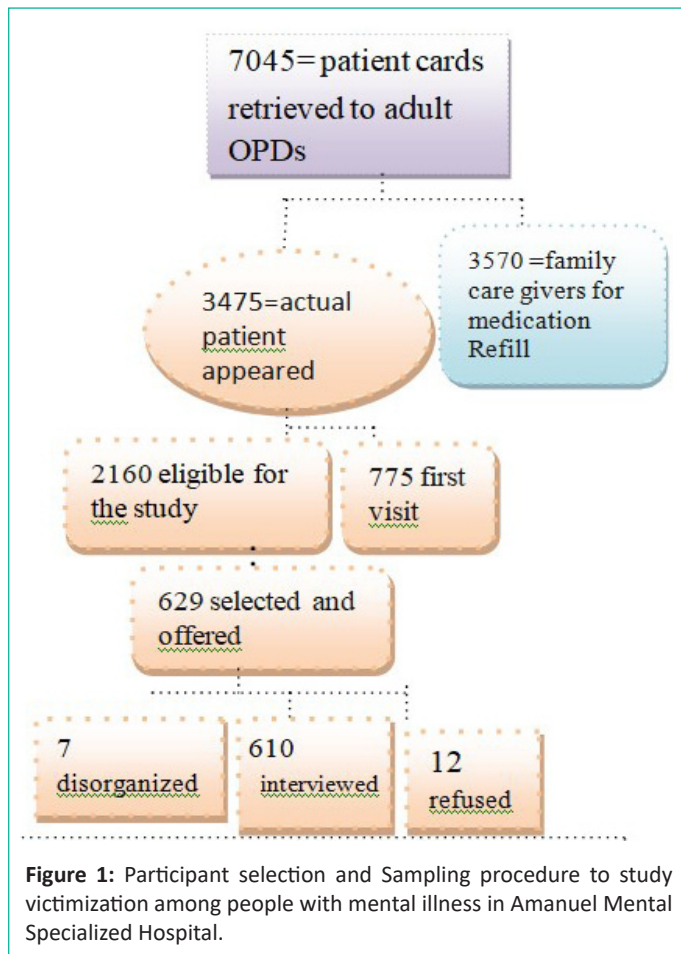 7045= patient cards
retrieved to adult
OPDs
3475=actual
patient
appeared
3570 =family
care givers for
medication
Refill
2160 eligible for
the study
775 first
visit
629 selected and
offered
7
disorganized
610
interviewed
12
refused
Figure 1: Participant selection and Sampling procedure to study
victimization among people with mental illness in Amanuel Mental
Specialized Hospital.